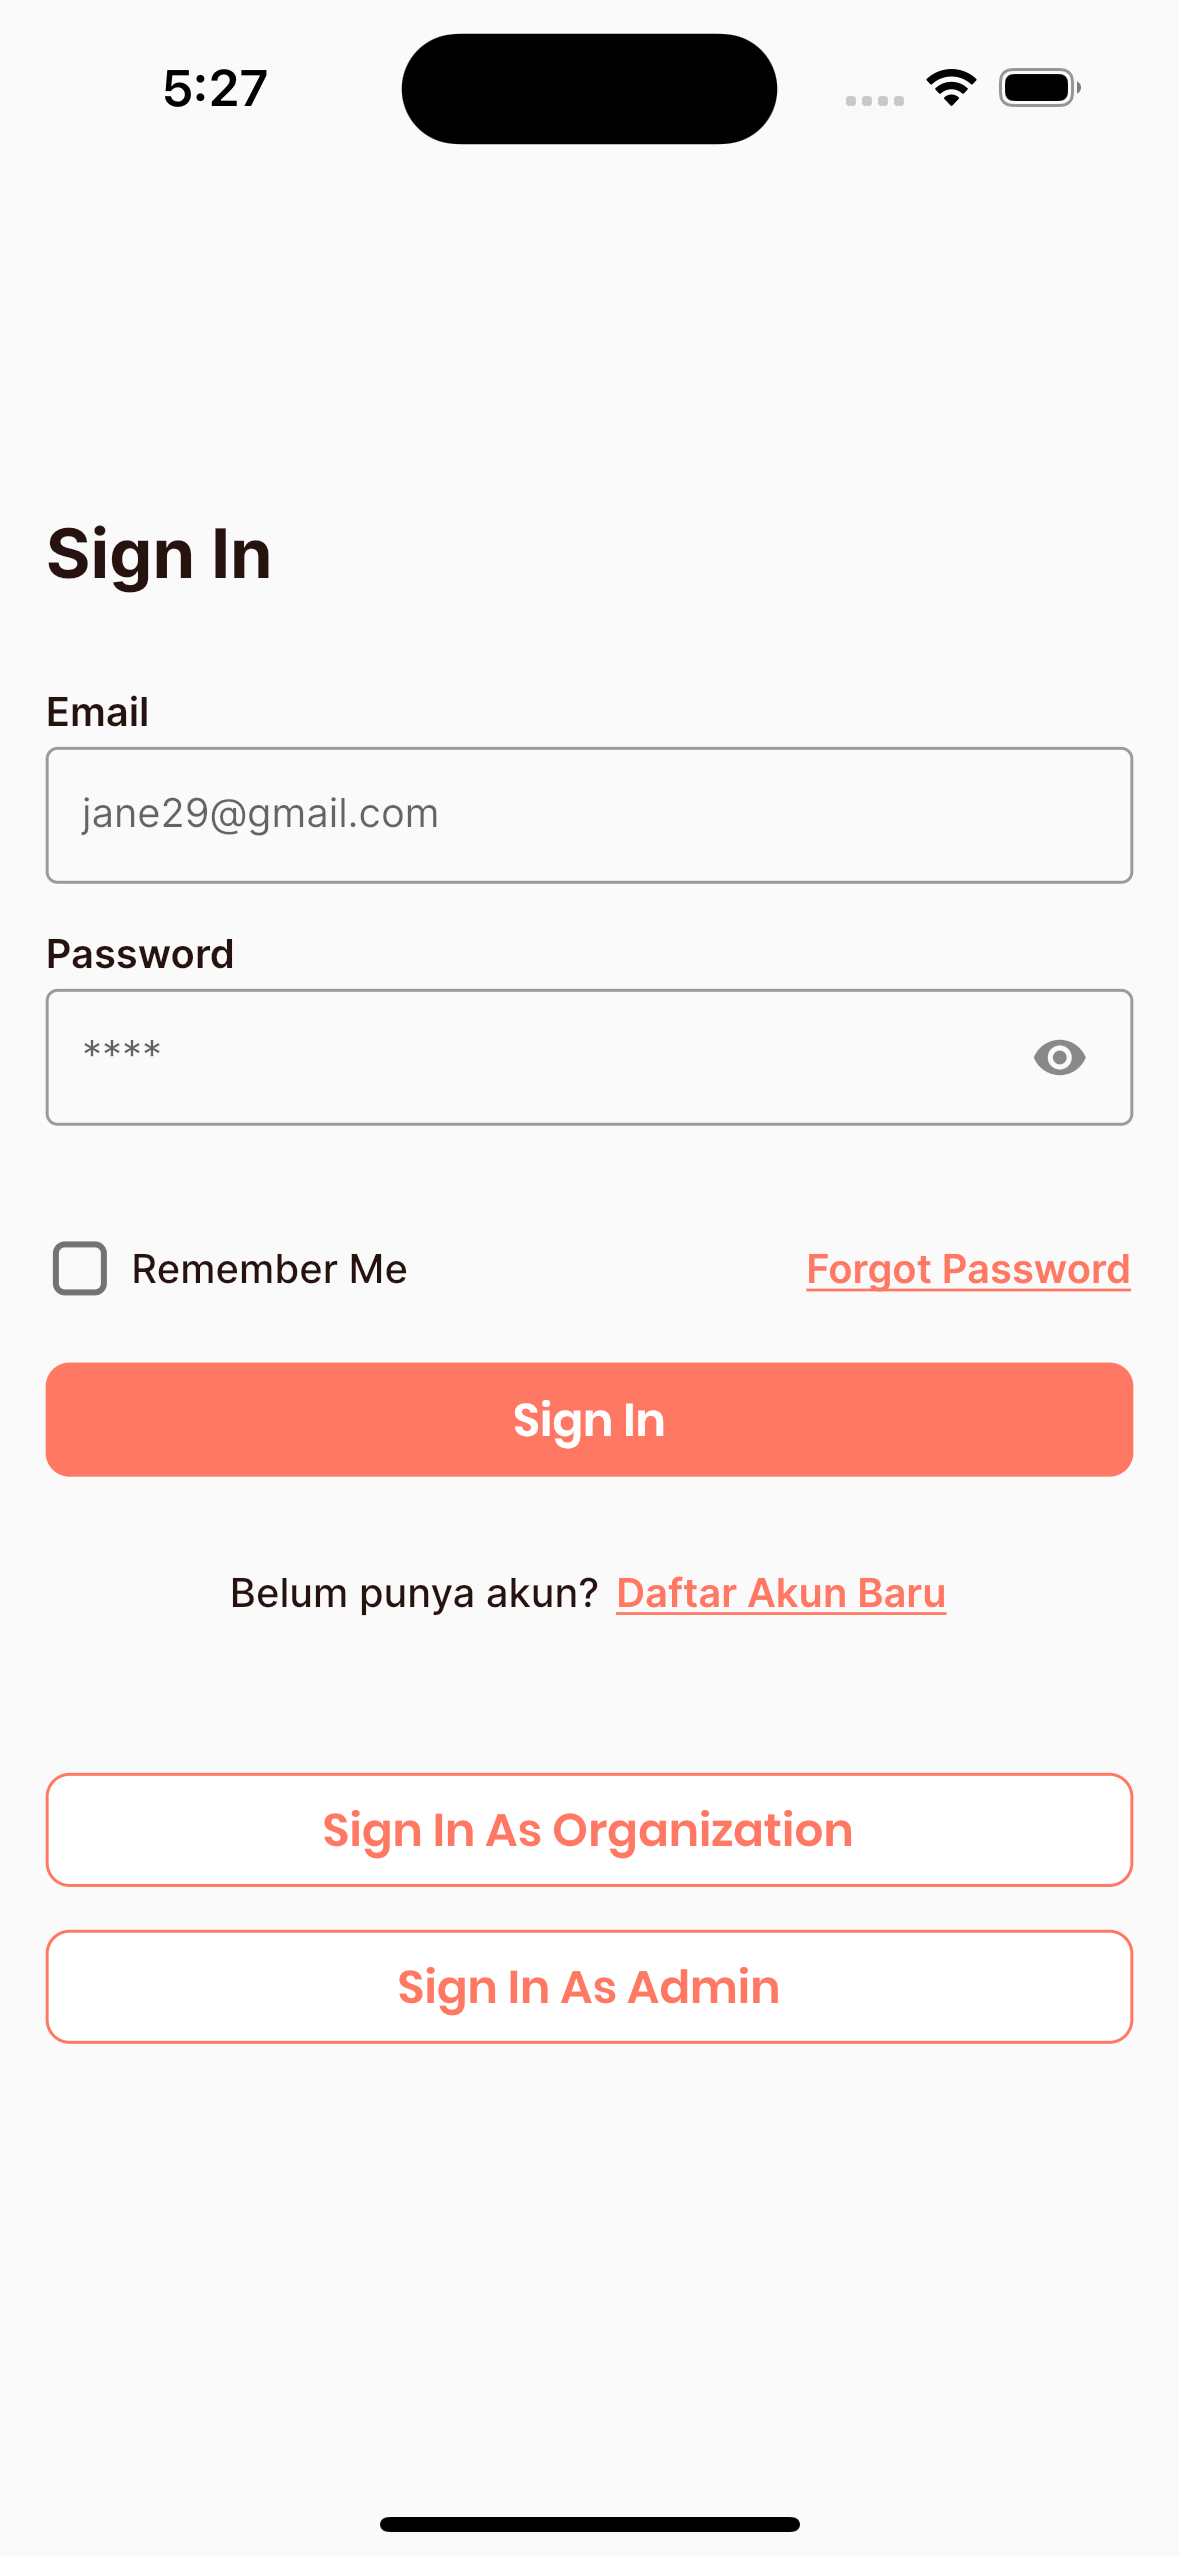 5:27
Sign In
Email
jane29@gmail.com
Password
****
Remember Me
Forgot Password
Sign In
Belum punya akun? Daftar Akun Baru
Sign In As Organization
Sign In As Admin